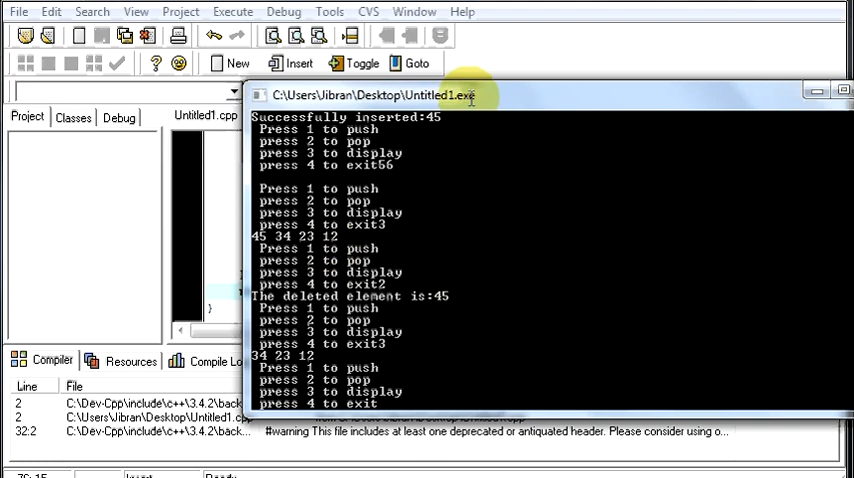 File Edit Search View Project Execute Debug Tools CVS Window Help
New Insert Toggle Goto
Project Classes Debug Untitled1.cpp
C:\Users\Jibran\Desktop\Untitled1.exe
Successfully inserted:45
Press 1 to push
press 2 to pop
press 3 to display
press 4 to exit56
Press 1 to push
press 2 to pop
press 3 to display
press 4 to exit3
45 34 23 12
Press 1 to push
press 2 to pop
press 3 to display
press 4 to exit2
The deleted element is:45
Press 1 to push
press 2 to pop
press 3 to display
press 4 to exit3
34 23 12
Press 1 to push
press 2 to pop
press 3 to display
press 4 to exit
}
Compiler Resources Compile Lo
Line File
2 C:\Dev-Cpp\include\c++\3.4.2\back...
2 C:\Users\Jibran\Desktop\Untitled1.cpp
32:2 C:\Dev-Cpp\include\c++\3.4.2\back... #warning This file includes at least one deprecated or antiquated header. Please consider using o...